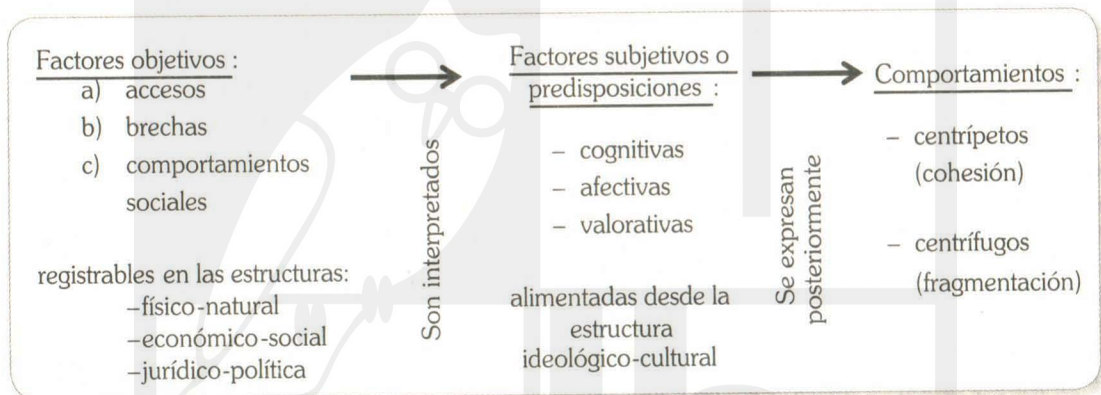 Factores objetivos :
a) accesos
b) brechas
c) comportamientos
sociales
registrables en las estructuras:
–físico-natural
–económico-social
–jurídico-política
Son interpretados
Factores subjetivos o
predisposiciones :
– cognitivas
– afectivas
– valorativas
alimentadas desde la
estructura
ideológico-cultural
Se expresan
posteriormente
Comportamientos :
– centrípetos
(cohesión)
– centrífugos
(fragmentación)